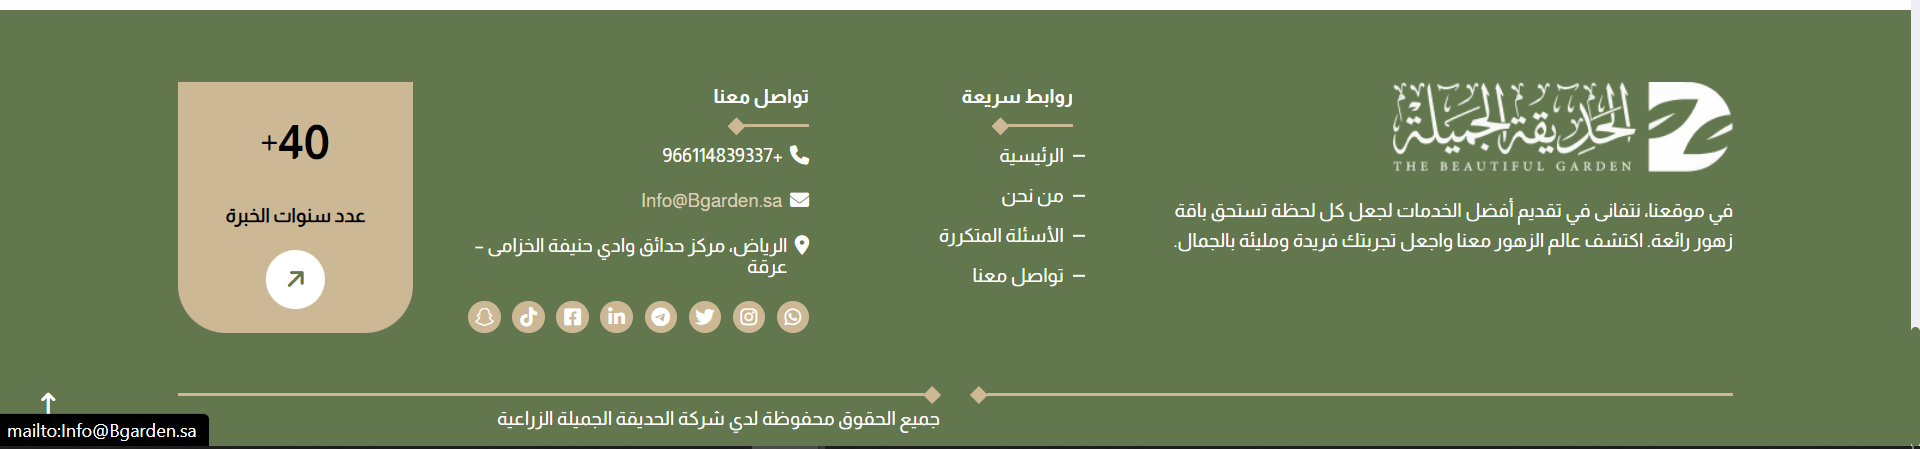 الحديقة الجميلة
THE BEAUTIFUL GARDEN
في موقعنا، نتفانى في تقديم أفضل الخدمات لجعل كل لحظة تستحق باقة
زهور رائعة. اكتشف عالم الزهور معنا واجعل تجربتك فريدة ومليئة بالجمال.
روابط سريعة
الرئيسية
من نحن
الأسئلة المتكررة
تواصل معنا
تواصل معنا
966114839337+
Info@Bgarden.sa
الرياض، مركز حدائق وادي حنيفة الخزامى –
عرقة
+40
عدد سنوات الخبرة
جميع الحقوق محفوظة لدي شركة الحديقة الجميلة الزراعية
mailto:Info@Bgarden.sa